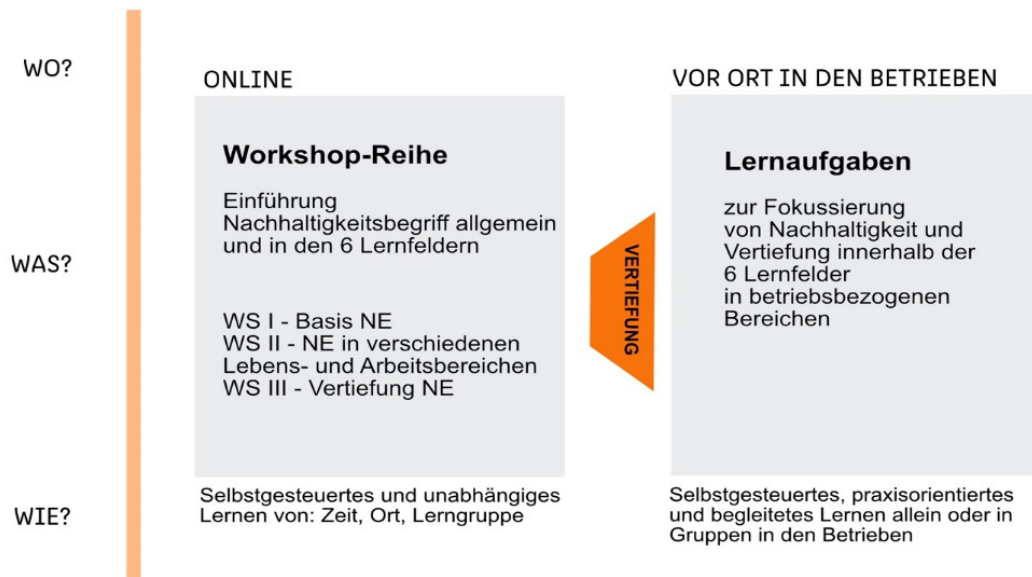 WO?
ONLINE
VOR ORT IN DEN BETRIEBEN
WAS?
Workshop-Reihe
Einführung
Nachhaltigkeitsbegriff allgemein
und in den 6 Lernfeldern
WS I - Basis NE
WS II - NE in verschiedenen
Lebens- und Arbeitsbereichen
WS III - Vertiefung NE
VERTIEFUNG
Lernaufgaben
zur Fokussierung
von Nachhaltigkeit und
Vertiefung innerhalb der
6 Lernfelder
in betriebsbezogenen
Bereichen
WIE?
Selbstgesteuertes und unabhängiges
Lernen von: Zeit, Ort, Lerngruppe
Selbstgesteuertes, praxisorientiertes
und begleitetes Lernen allein oder in
Gruppen in den Betrieben